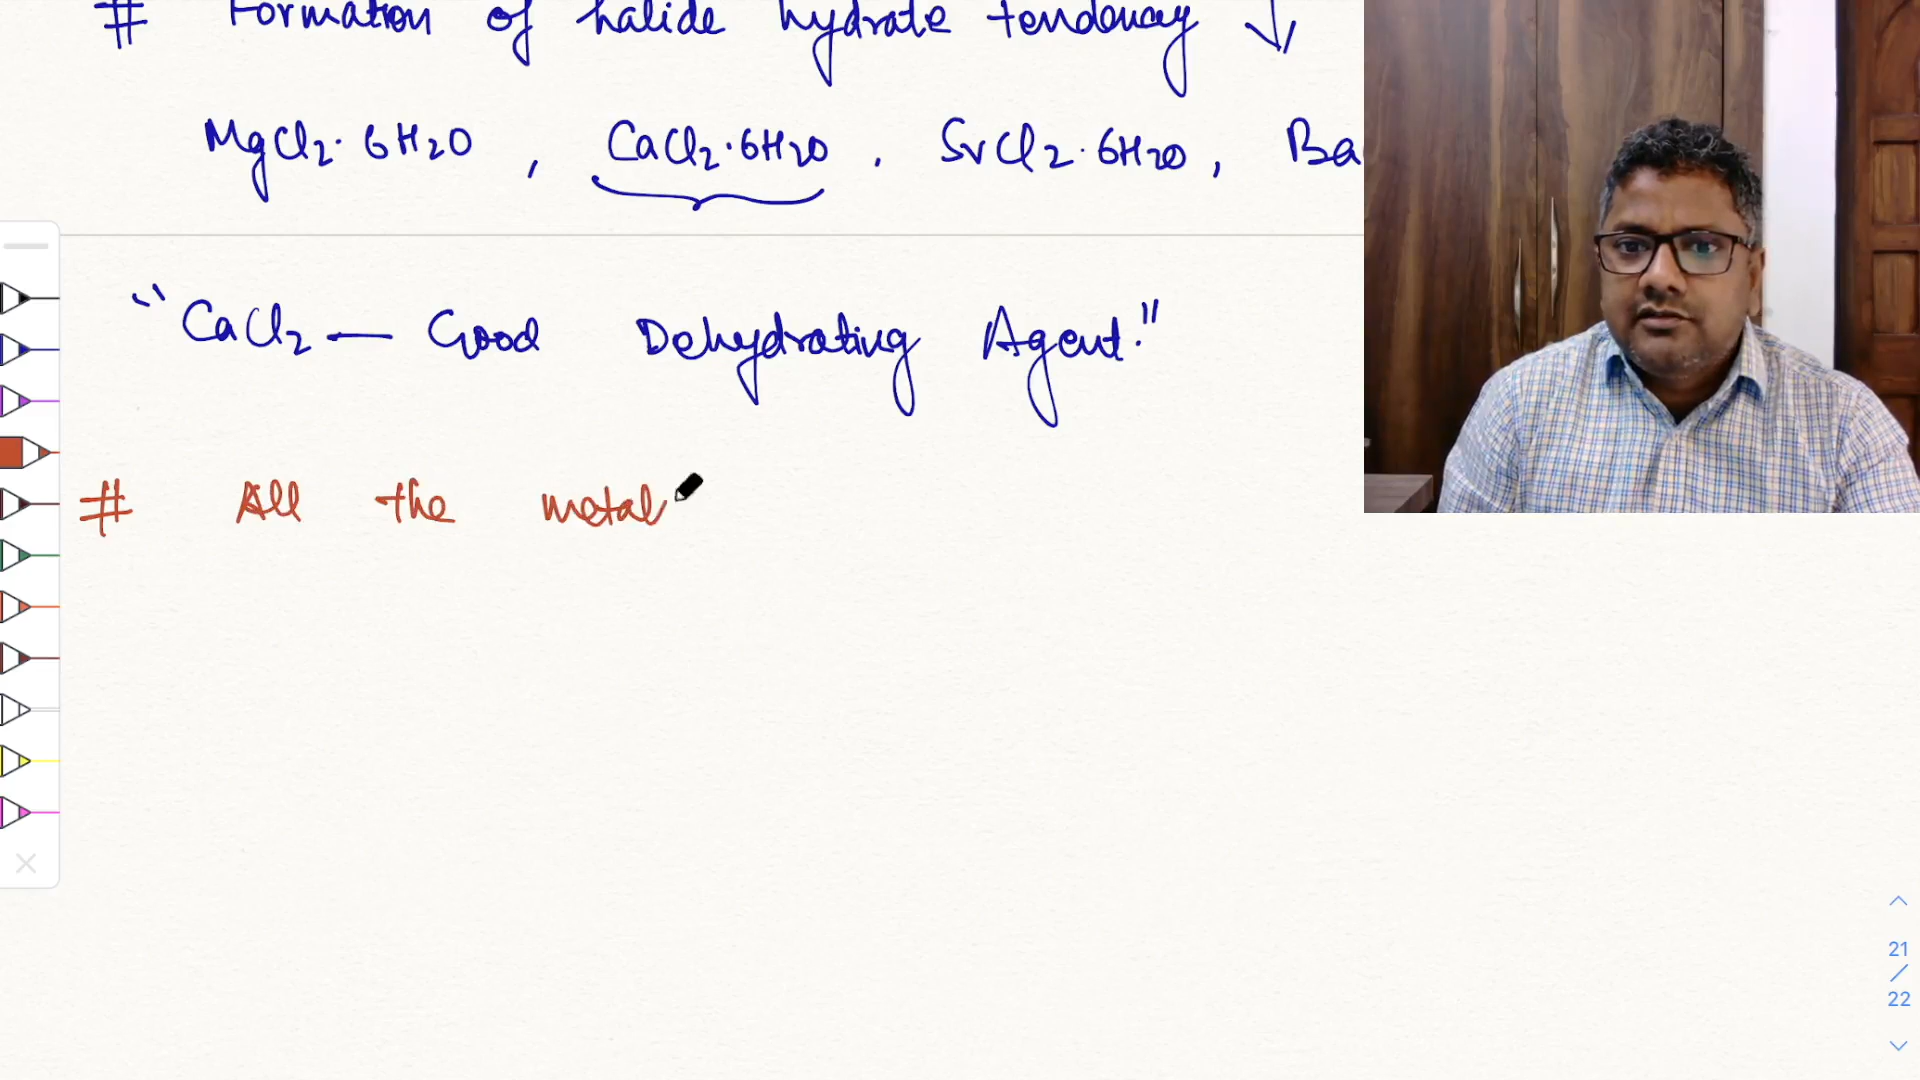 # Formation of halide hydrate tendency ↓
MgCl2·6H2O , CaCl2·6H2O , SrCl2·6H2O , Ba
"CaCl2 — Good Dehydrating Agent."
# All the metal
21
/
22